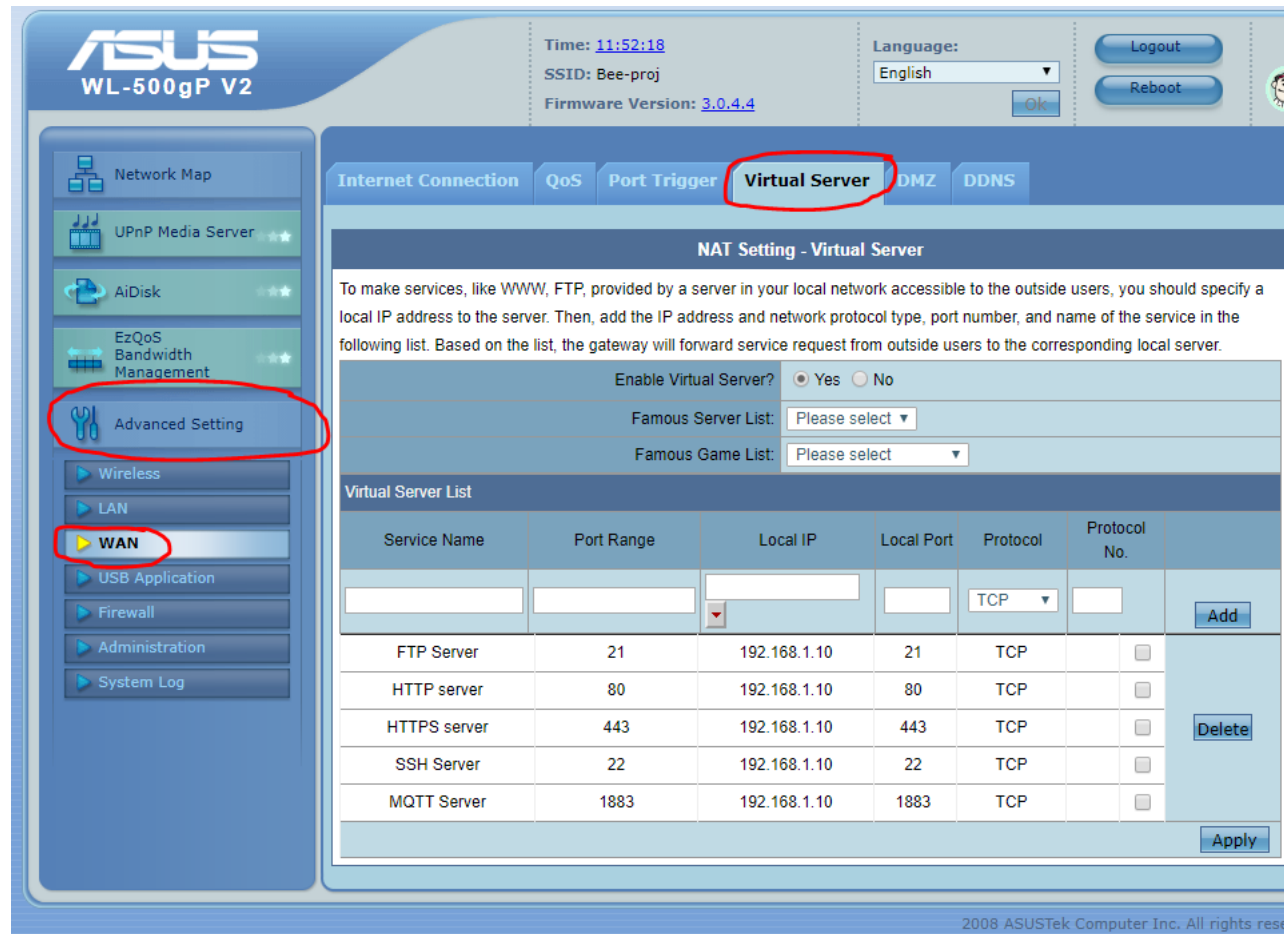 ASUS
WL-500gP V2
Time: 11:52:18
SSID: Bee-proj
Firmware Version: 3.0.4.4
Language:
English
Ok
Logout
Reboot
Network Map
UPnP Media Server
AiDisk
EzQoS
Bandwidth
Management
Advanced Setting
Wireless
LAN
WAN
USB Application
Firewall
Administration
System Log
Internet Connection QoS Port Trigger Virtual Server DMZ DDNS
NAT Setting - Virtual Server
To make services, like WWW, FTP, provided by a server in your local network accessible to the outside users, you should specify a
local IP address to the server. Then, add the IP address and network protocol type, port number, and name of the service in the
following list. Based on the list, the gateway will forward service request from outside users to the corresponding local server.
Enable Virtual Server? Yes No
Famous Server List: Please select
Famous Game List: Please select
Virtual Server List
Service Name Port Range Local IP Local Port Protocol Protocol
No.
TCP
Add
FTP Server 21 192.168.1.10 21 TCP
HTTP server 80 192.168.1.10 80 TCP
HTTPS server 443 192.168.1.10 443 TCP
Delete
SSH Server 22 192.168.1.10 22 TCP
MQTT Server 1883 192.168.1.10 1883 TCP
Apply
2008 ASUSTek Computer Inc. All rights rese